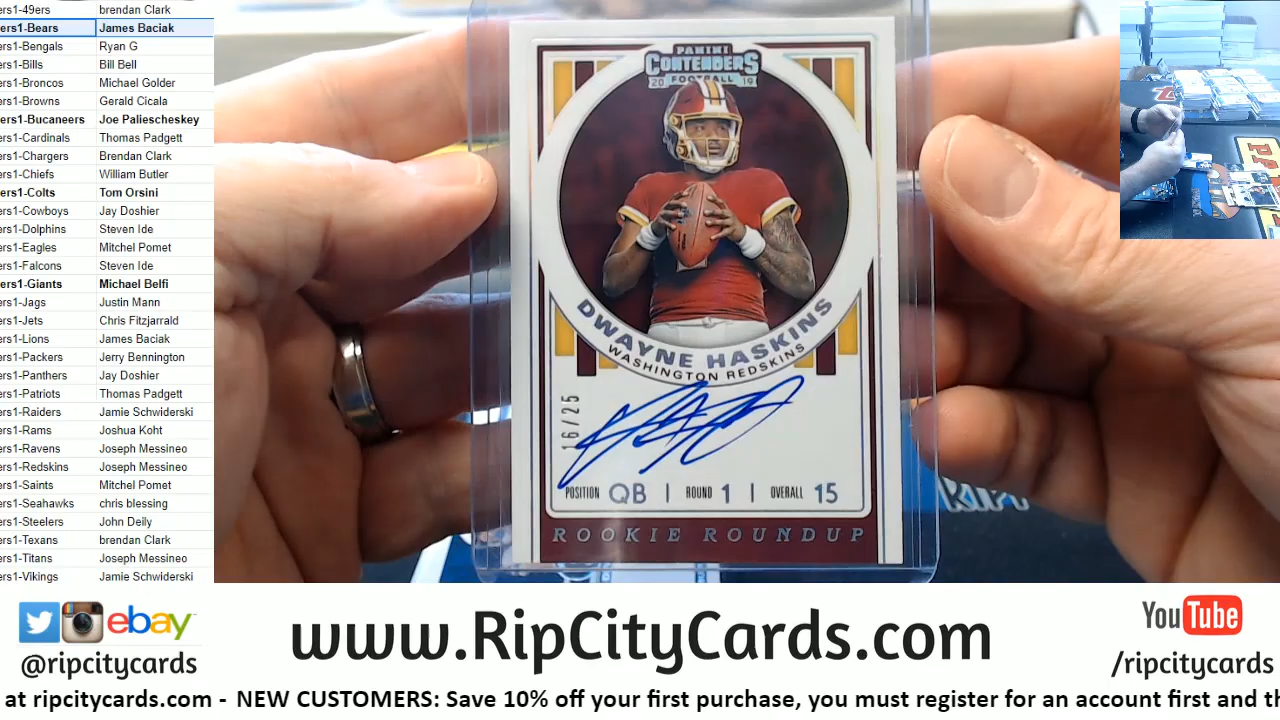 ers1-49ers brendan Clark
ers1-Bears James Baciak
ers1-Bengals Ryan G
ers1-Bills Bill Bell
ers1-Broncos Michael Golder
ers1-Browns Gerald Cicala
ers1-Bucaneers Joe Paliescheskey
ers1-Cardinals Thomas Padgett
ers1-Chargers Brendan Clark
ers1-Chiefs William Butler
ers1-Colts Tom Orsini
ers1-Cowboys Jay Doshier
ers1-Dolphins Steven Ide
ers1-Eagles Mitchel Pomet
ers1-Falcons Steven Ide
ers1-Giants Michael Belfi
ers1-Jags Justin Mann
ers1-Jets Chris Fitzjarrald
ers1-Lions James Baciak
ers1-Packers Jerry Bennington
ers1-Panthers Jay Doshier
ers1-Patriots Thomas Padgett
ers1-Raiders Jamie Schwiderski
ers1-Rams Joshua Koht
ers1-Ravens Joseph Messineo
ers1-Redskins Joseph Messineo
ers1-Saints Mitchel Pomet
ers1-Seahawks chris blessing
ers1-Steelers John Deily
ers1-Texans brendan Clark
ers1-Titans Joseph Messineo
ers1-Vikings Jamie Schwiderski
PANINI
CONTENDERS
FOOTBALL
2019
DWAYNE HASKINS
WASHINGTON REDSKINS
16/25
POSITION QB | ROUND 1 | OVERALL 15
ROOKIE ROUNDUP
ebay
@ripcitycards
www.RipCityCards.com
YouTube
/ripcitycards
at ripcitycards.com - NEW CUSTOMERS: Save 10% off your first purchase, you must register for an account first and th